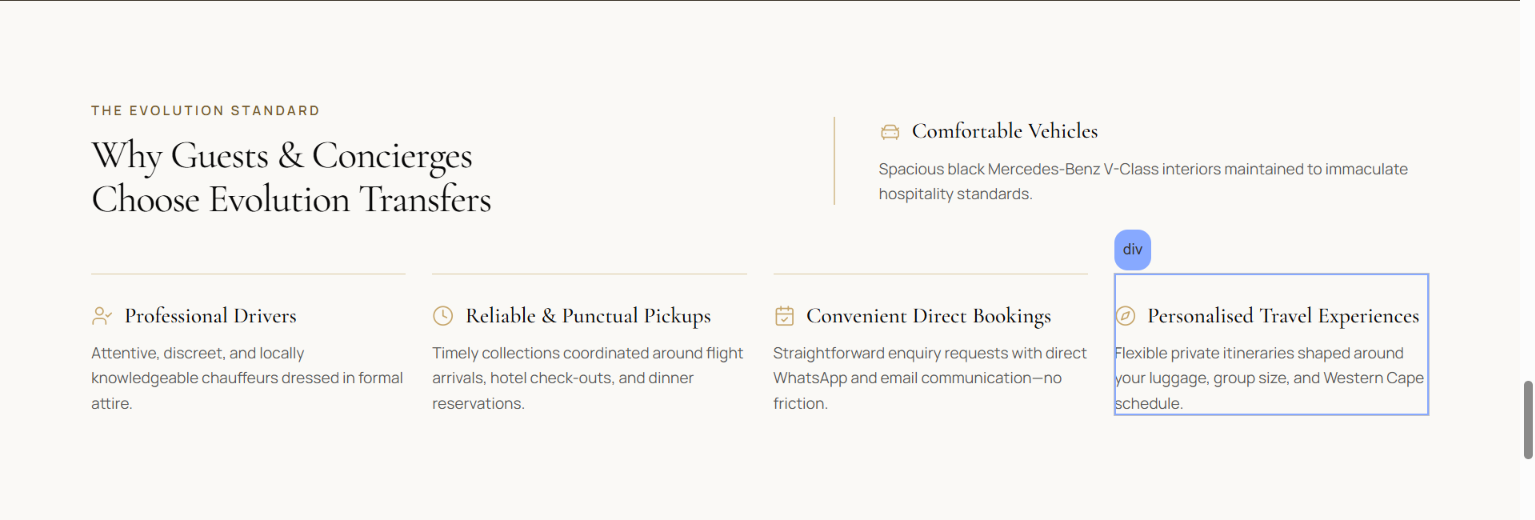 THE EVOLUTION STANDARD
Why Guests & Concierges
Choose Evolution Transfers
Comfortable Vehicles
Spacious black Mercedes-Benz V-Class interiors maintained to immaculate
hospitality standards.
div
Professional Drivers
Attentive, discreet, and locally
knowledgeable chauffeurs dressed in formal
attire.
Reliable & Punctual Pickups
Timely collections coordinated around flight
arrivals, hotel check-outs, and dinner
reservations.
Convenient Direct Bookings
Straightforward enquiry requests with direct
WhatsApp and email communication—no
friction.
Personalised Travel Experiences
Flexible private itineraries shaped around
your luggage, group size, and Western Cape
schedule.